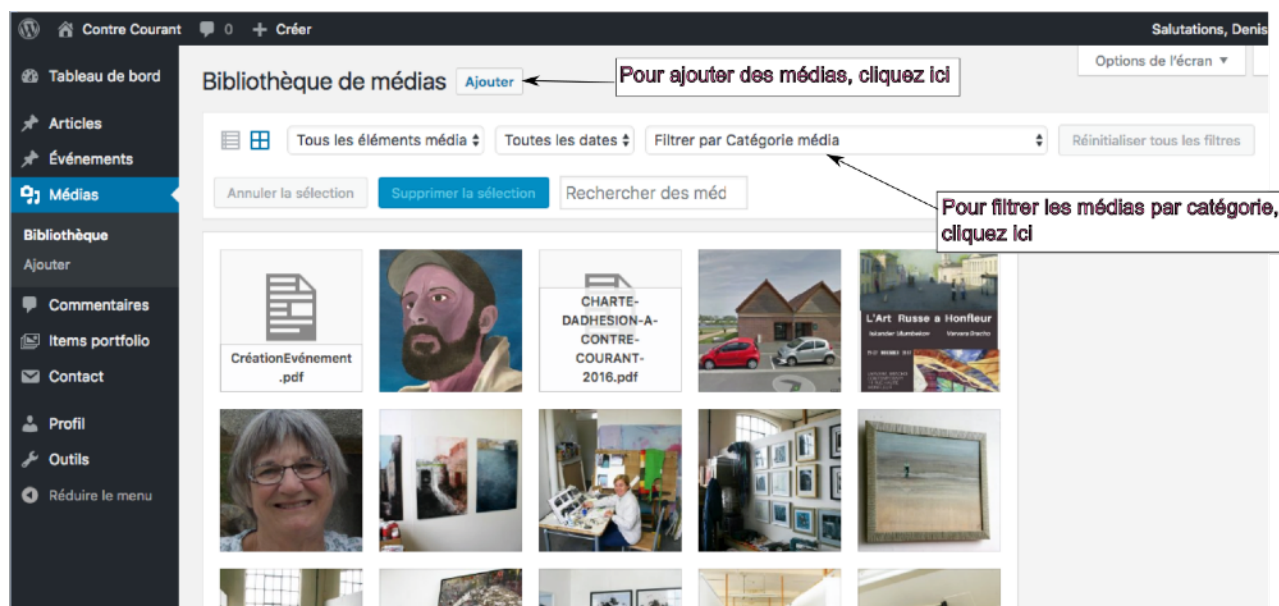 Contre Courant 0 + Créer Salutations, Denis
Options de l'écran ▼
Tableau de bord
Articles
Événements
Médias
Bibliothèque
Ajouter
Commentaires
Items portfolio
Contact
Profil
Outils
Réduire le menu
Bibliothèque de médias Ajouter
Pour ajouter des médias, cliquez ici
Tous les éléments média Toutes les dates Filtrer par Catégorie média Réinitialiser tous les filtres
Annuler la sélection Supprimer la sélection Rechercher des méd
Pour filtrer les médias par catégorie,
cliquez ici
CréationEvénement
.pdf
CHARTE-
DADHESION-A-
CONTRE-
COURANT-
2016.pdf
L'Art Russe a Honfleur